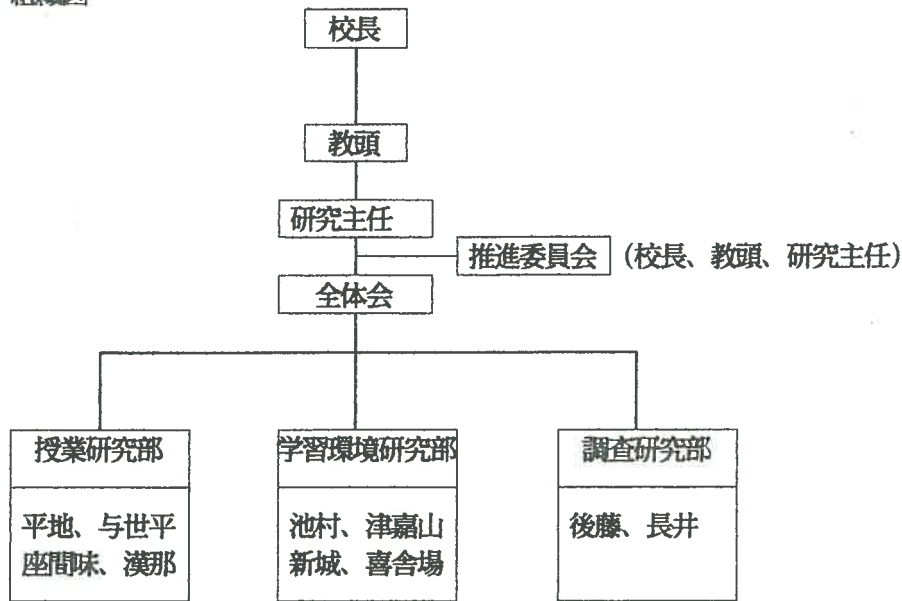 校長
教頭
研究主任
推進委員会（校長、教頭、研究主任）
全体会
授業研究部
平地、与世平
座間味、漢那
学習環境研究部
池村、津嘉山
新城、喜舎場
調査研究部
後藤、長井